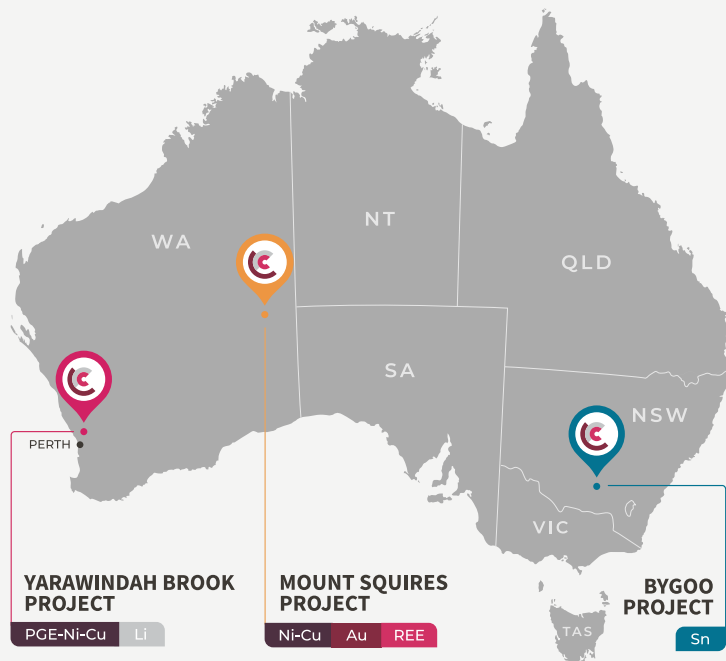 NT
WA
QLD
SA
NSW
PERTH
VIC
YARAWINDAH BROOK
PROJECT
PGE-Ni-Cu Li
MOUNT SQUIRES
PROJECT
Ni-Cu Au REE
BYGOO
PROJECT
Sn
TAS